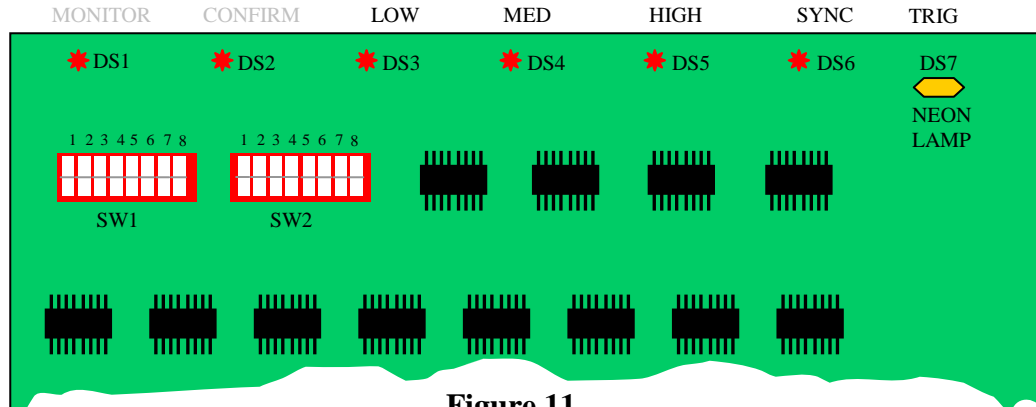 MONITOR CONFIRM LOW MED HIGH SYNC TRIG
DS1 DS2 DS3 DS4 DS5 DS6 DS7
NEON
LAMP
1 2 3 4 5 6 7 8 1 2 3 4 5 6 7 8
SW1 SW2
Figure 11